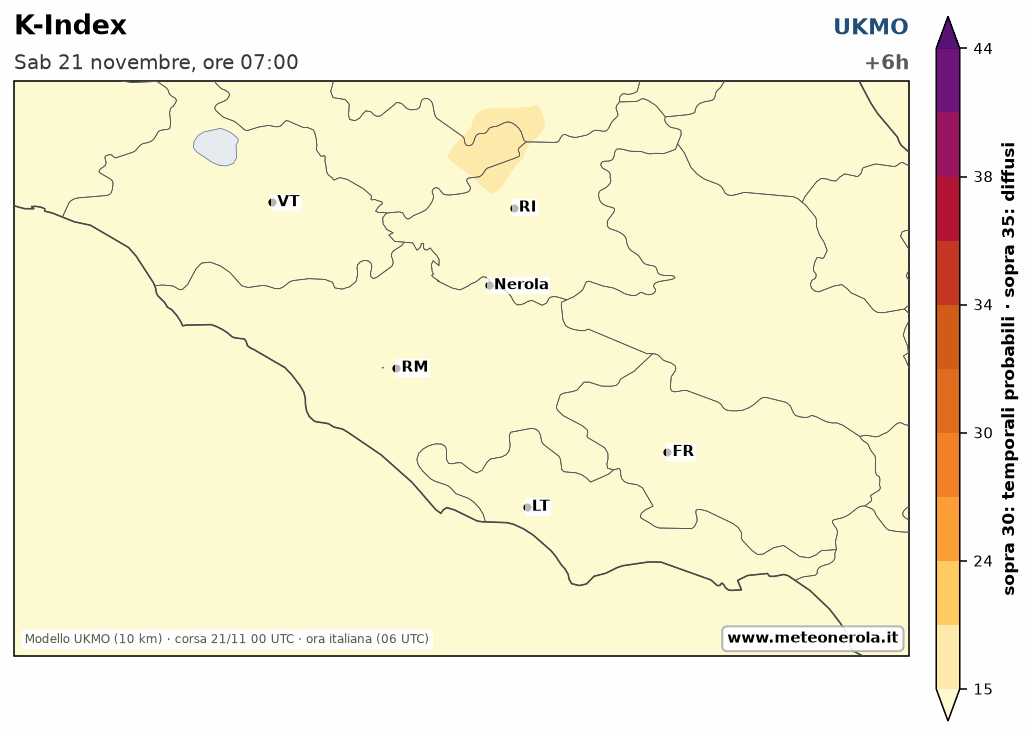 K-Index
UKMO
Sab 21 novembre, ore 07:00
+6h
VT
RI
Nerola
RM
FR
LT
Modello UKMO (10 km) · corsa 21/11 00 UTC · ora italiana (06 UTC)
www.meteonerola.it
44
38
34
30
24
15
sopra 30: temporali probabili · sopra 35: diffusi